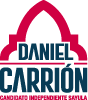 DANIEL
CARRIÓN
CANDIDATO INDEPENDIENTE SAYULA